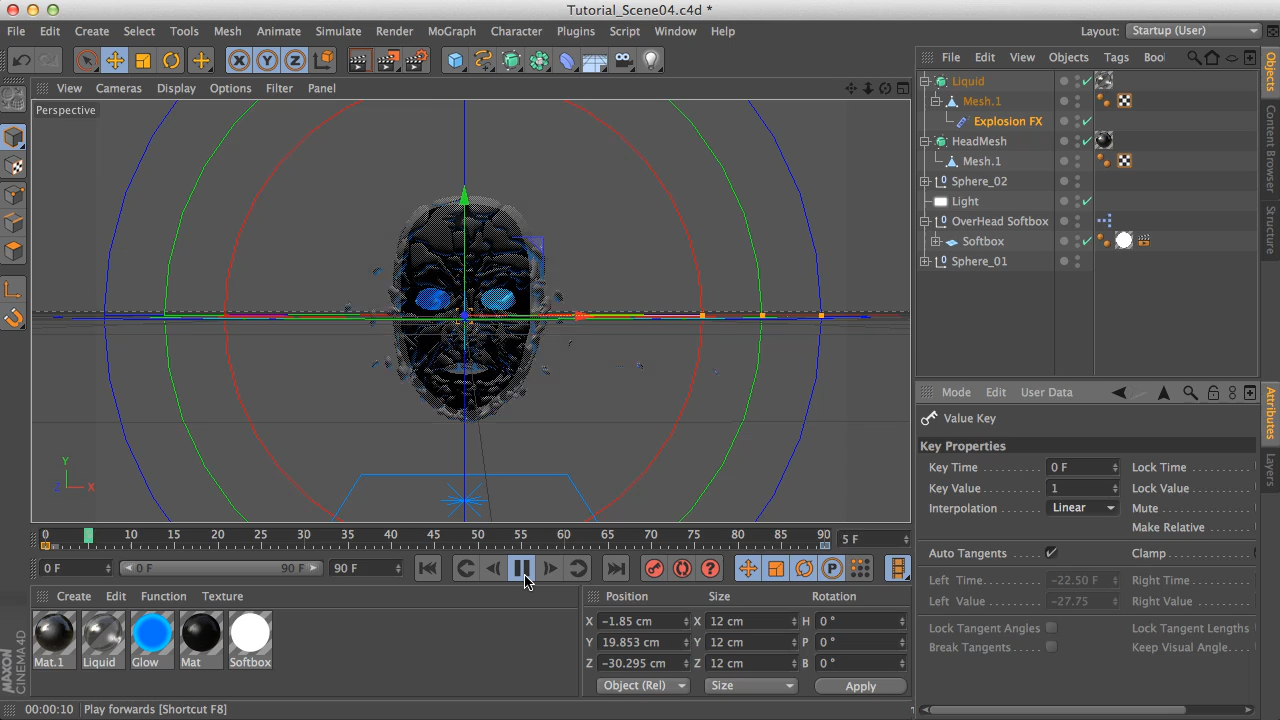 Tutorial_Scene04.c4d *
File Edit Create Select Tools Mesh Animate Simulate Render MoGraph Character Plugins Script Window Help
Layout: Startup (User)
View Cameras Display Options Filter Panel
Perspective
File Edit View Objects Tags Bool
Liquid
Mesh.1
Explosion FX
HeadMesh
Mesh.1
Sphere_02
Light
OverHead Softbox
Softbox
Sphere_01
Objects
Content Browser
Structure
Mode Edit User Data
Value Key
Key Properties
Key Time 0 F Lock Time
Key Value 1 Lock Value
Interpolation Linear Mute
Make Relative
Auto Tangents Clamp
Left Time -22.50 F Right Time
Left Value -27.75 Right Value
Lock Tangent Angles Lock Tangent Lengths
Break Tangents Keep Visual Angle
Attributes
Layers
Y
Z X
0 5 10 15 20 25 30 35 40 45 50 55 60 65 70 75 80 85 90 5 F
0 F 0 F 90 F 90 F
P
Create Edit Function Texture
Mat.1 Liquid Glow Mat Softbox
Position Size Rotation
X -1.85 cm X 12 cm H 0 °
Y 19.853 cm Y 12 cm P 0 °
Z -30.295 cm Z 12 cm B 0 °
Object (Rel) Size Apply
MAXON
CINEMA4D
00:00:10 Play forwards [Shortcut F8]